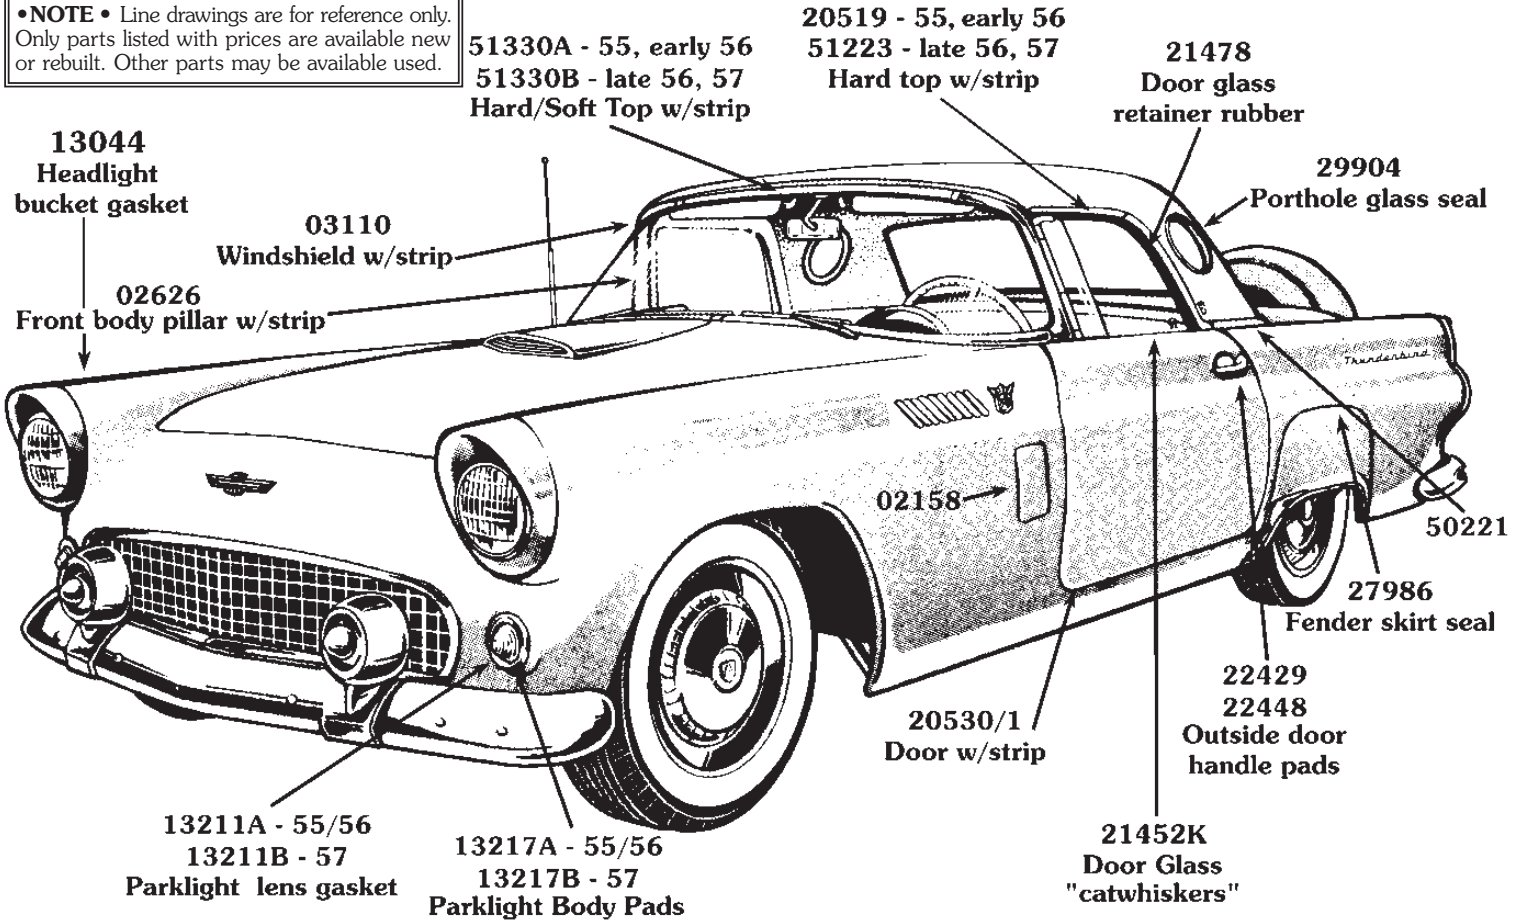 •NOTE • Line drawings are for reference only.
Only parts listed with prices are available new
or rebuilt. Other parts may be available used.
51330A - 55, early 56
51330B - late 56, 57
Hard/Soft Top w/strip
20519 - 55, early 56
51223 - late 56, 57
Hard top w/strip
21478
Door glass
retainer rubber
13044
Headlight
bucket gasket
29904
Porthole glass seal
03110
Windshield w/strip
02626
Front body pillar w/strip
Thunderbird
02158
50221
27986
Fender skirt seal
22429
22448
Outside door
handle pads
20530/1
Door w/strip
13211A - 55/56
13211B - 57
Parklight lens gasket
13217A - 55/56
13217B - 57
Parklight Body Pads
21452K
Door Glass
"catwhiskers"